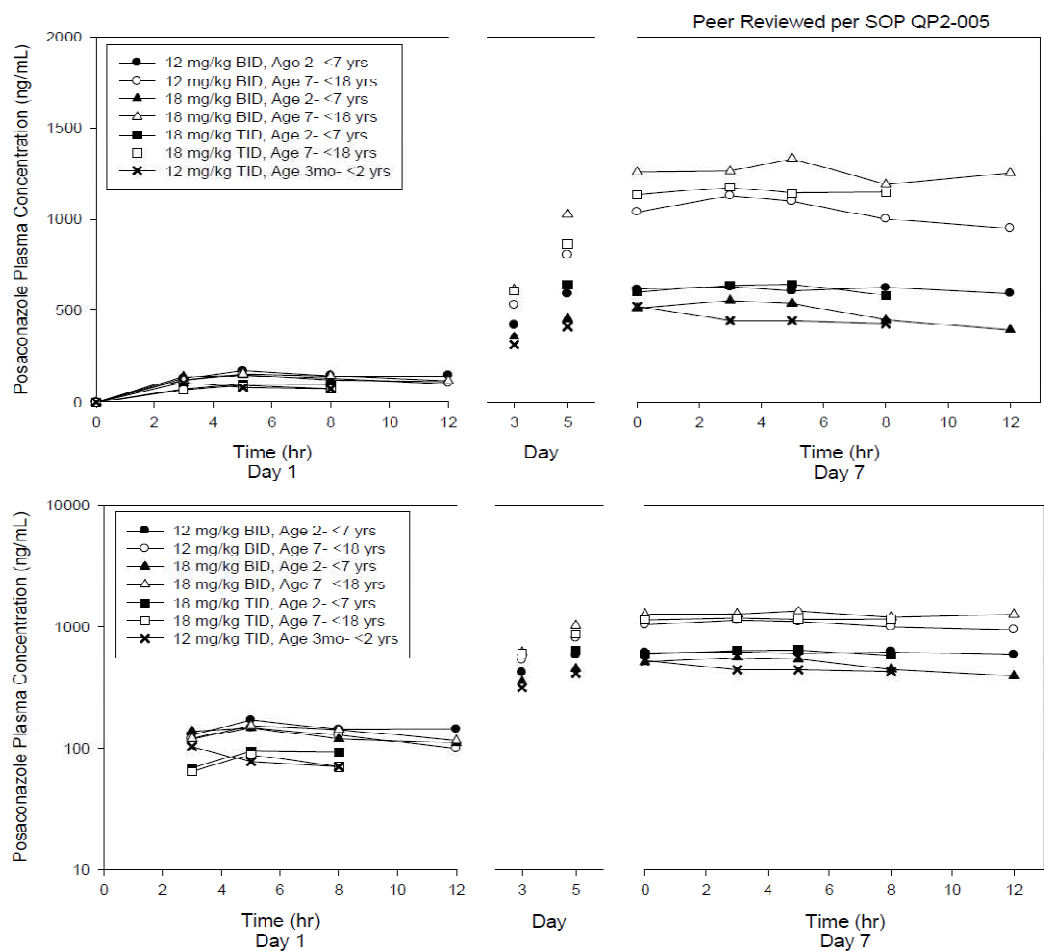 Peer Reviewed per SOP QP2-005
Posaconazole Plasma Concentration (ng/mL)
2000
1500
1000
500
0
12 mg/kg BID, Age 2- <7 yrs
12 mg/kg BID, Age 7- <18 yrs
18 mg/kg BID, Age 2- <7 yrs
18 mg/kg BID, Age 7- <18 yrs
18 mg/kg TID, Age 2- <7 yrs
18 mg/kg TID, Age 7- <18 yrs
12 mg/kg TID, Age 3mo- <2 yrs
0 2 4 6 8 10 12
3 5
0 2 4 6 8 10 12
Time (hr)
Day 1
Day
Time (hr)
Day 7
Posaconazole Plasma Concentration (ng/mL)
10000
1000
100
10
12 mg/kg BID, Age 2- <7 yrs
12 mg/kg BID, Age 7- <18 yrs
18 mg/kg BID, Age 2- <7 yrs
18 mg/kg BID, Age 7- <18 yrs
18 mg/kg TID, Age 2- <7 yrs
18 mg/kg TID, Age 7- <18 yrs
12 mg/kg TID, Age 3mo- <2 yrs
0 2 4 6 8 10 12
3 5
0 2 4 6 8 10 12
Time (hr)
Day 1
Day
Time (hr)
Day 7